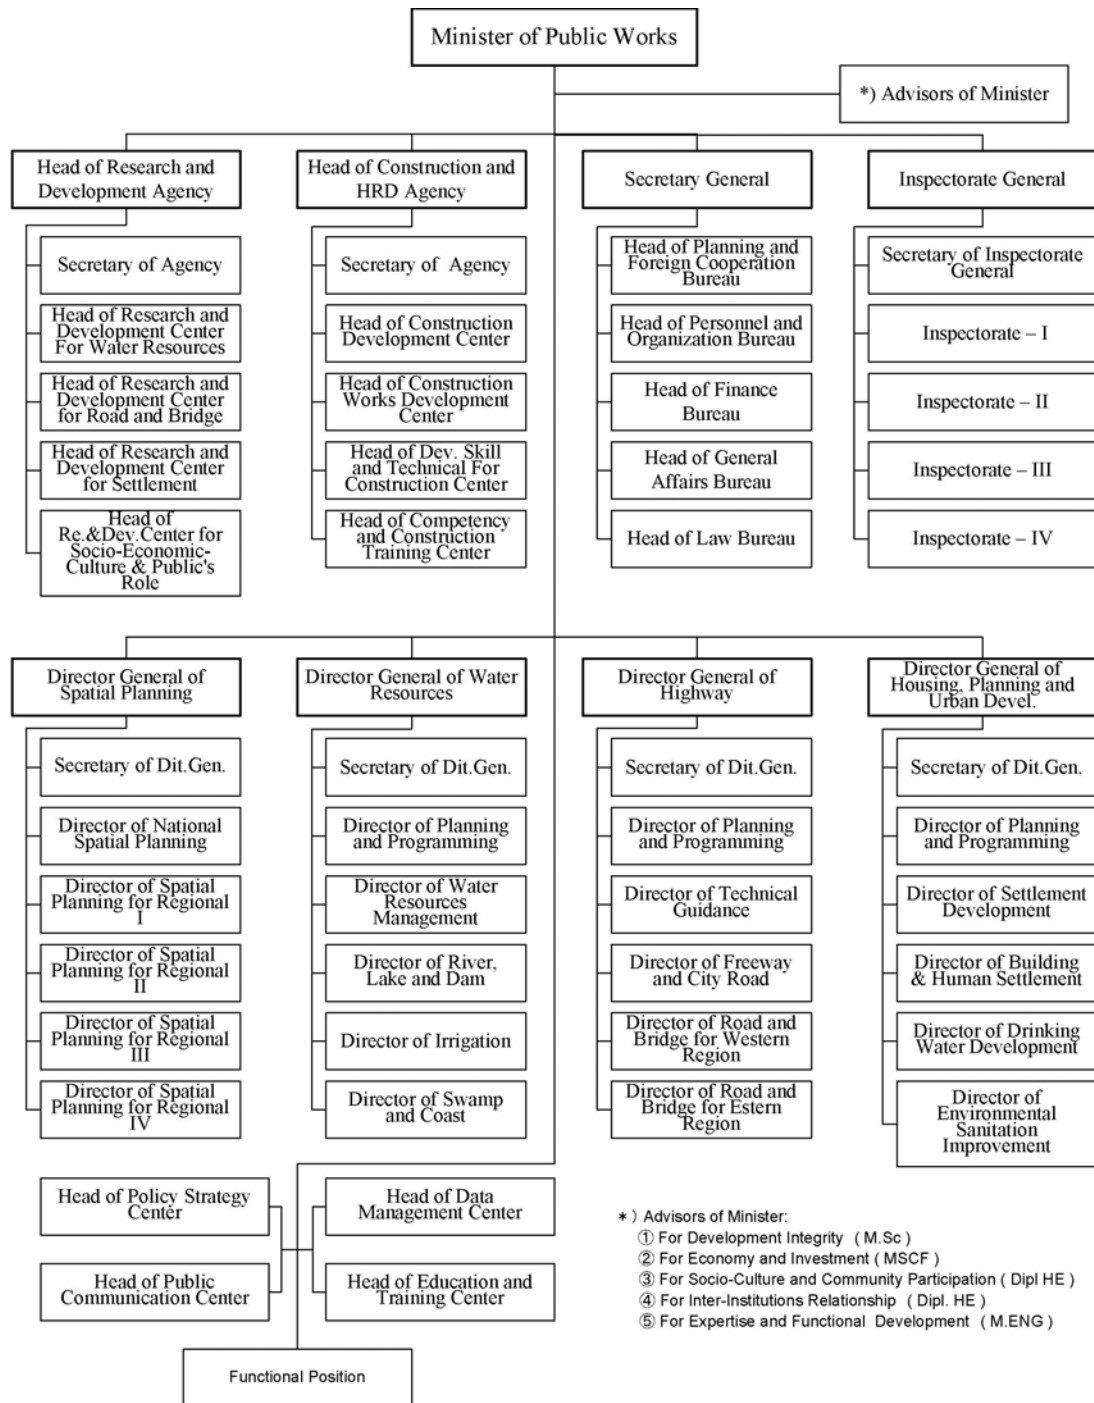 Minister of Public Works
*) Advisors of Minister
Head of Research and
Development Agency
Head of Construction and
HRD Agency
Secretary General
Inspectorate General
Secretary of Agency
Head of Research and
Development Center
For Water Resources
Head of Research and
Development Center
for Road and Bridge
Head of Research and
Development Center
for Settlement
Head of
Re.&Dev.Center for
Socio-Economic-
Culture & Public's
Role
Secretary of Agency
Head of Construction
Development Center
Head of Construction
Works Development
Center
Head of Dev. Skill
and Technical For
Construction Center
Head of Competency
and Construction
Training Center
Head of Planning and
Foreign Cooperation
Bureau
Head of Personnel and
Organization Bureau
Head of Finance
Bureau
Head of General
Affairs Bureau
Head of Law Bureau
Secretary of Inspectorate
General
Inspectorate – I
Inspectorate – II
Inspectorate – III
Inspectorate – IV
Director General of
Spatial Planning
Director General of Water
Resources
Director General of
Highway
Director General of
Housing, Planning and
Urban Devel.
Secretary of Dit.Gen.
Director of National
Spatial Planning
Director of Spatial
Planning for Regional
I
Director of Spatial
Planning for Regional
II
Director of Spatial
Planning for Regional
III
Director of Spatial
Planning for Regional
IV
Secretary of Dit.Gen.
Director of Planning
and Programming
Director of Water
Resources
Management
Director of River,
Lake and Dam
Director of Irrigation
Director of Swamp
and Coast
Secretary of Dit.Gen.
Director of Planning
and Programming
Director of Technical
Guidance
Director of Freeway
and City Road
Director of Road and
Bridge for Western
Region
Director of Road and
Bridge for Estern
Region
Secretary of Dit.Gen.
Director of Planning
and Programming
Director of Settlement
Development
Director of Building
& Human Settlement
Director of Drinking
Water Development
Director of
Environmental
Sanitation
Improvement
Head of Policy Strategy
Center
Head of Data
Management Center
Head of Public
Communication Center
Head of Education and
Training Center
Functional Position
*) Advisors of Minister:
① For Development Integrity ( M.Sc )
② For Economy and Investment ( MSCF )
③ For Socio-Culture and Community Participation ( Dipl HE )
④ For Inter-Institutions Relationship ( Dipl. HE )
⑤ For Expertise and Functional Development ( M.ENG )